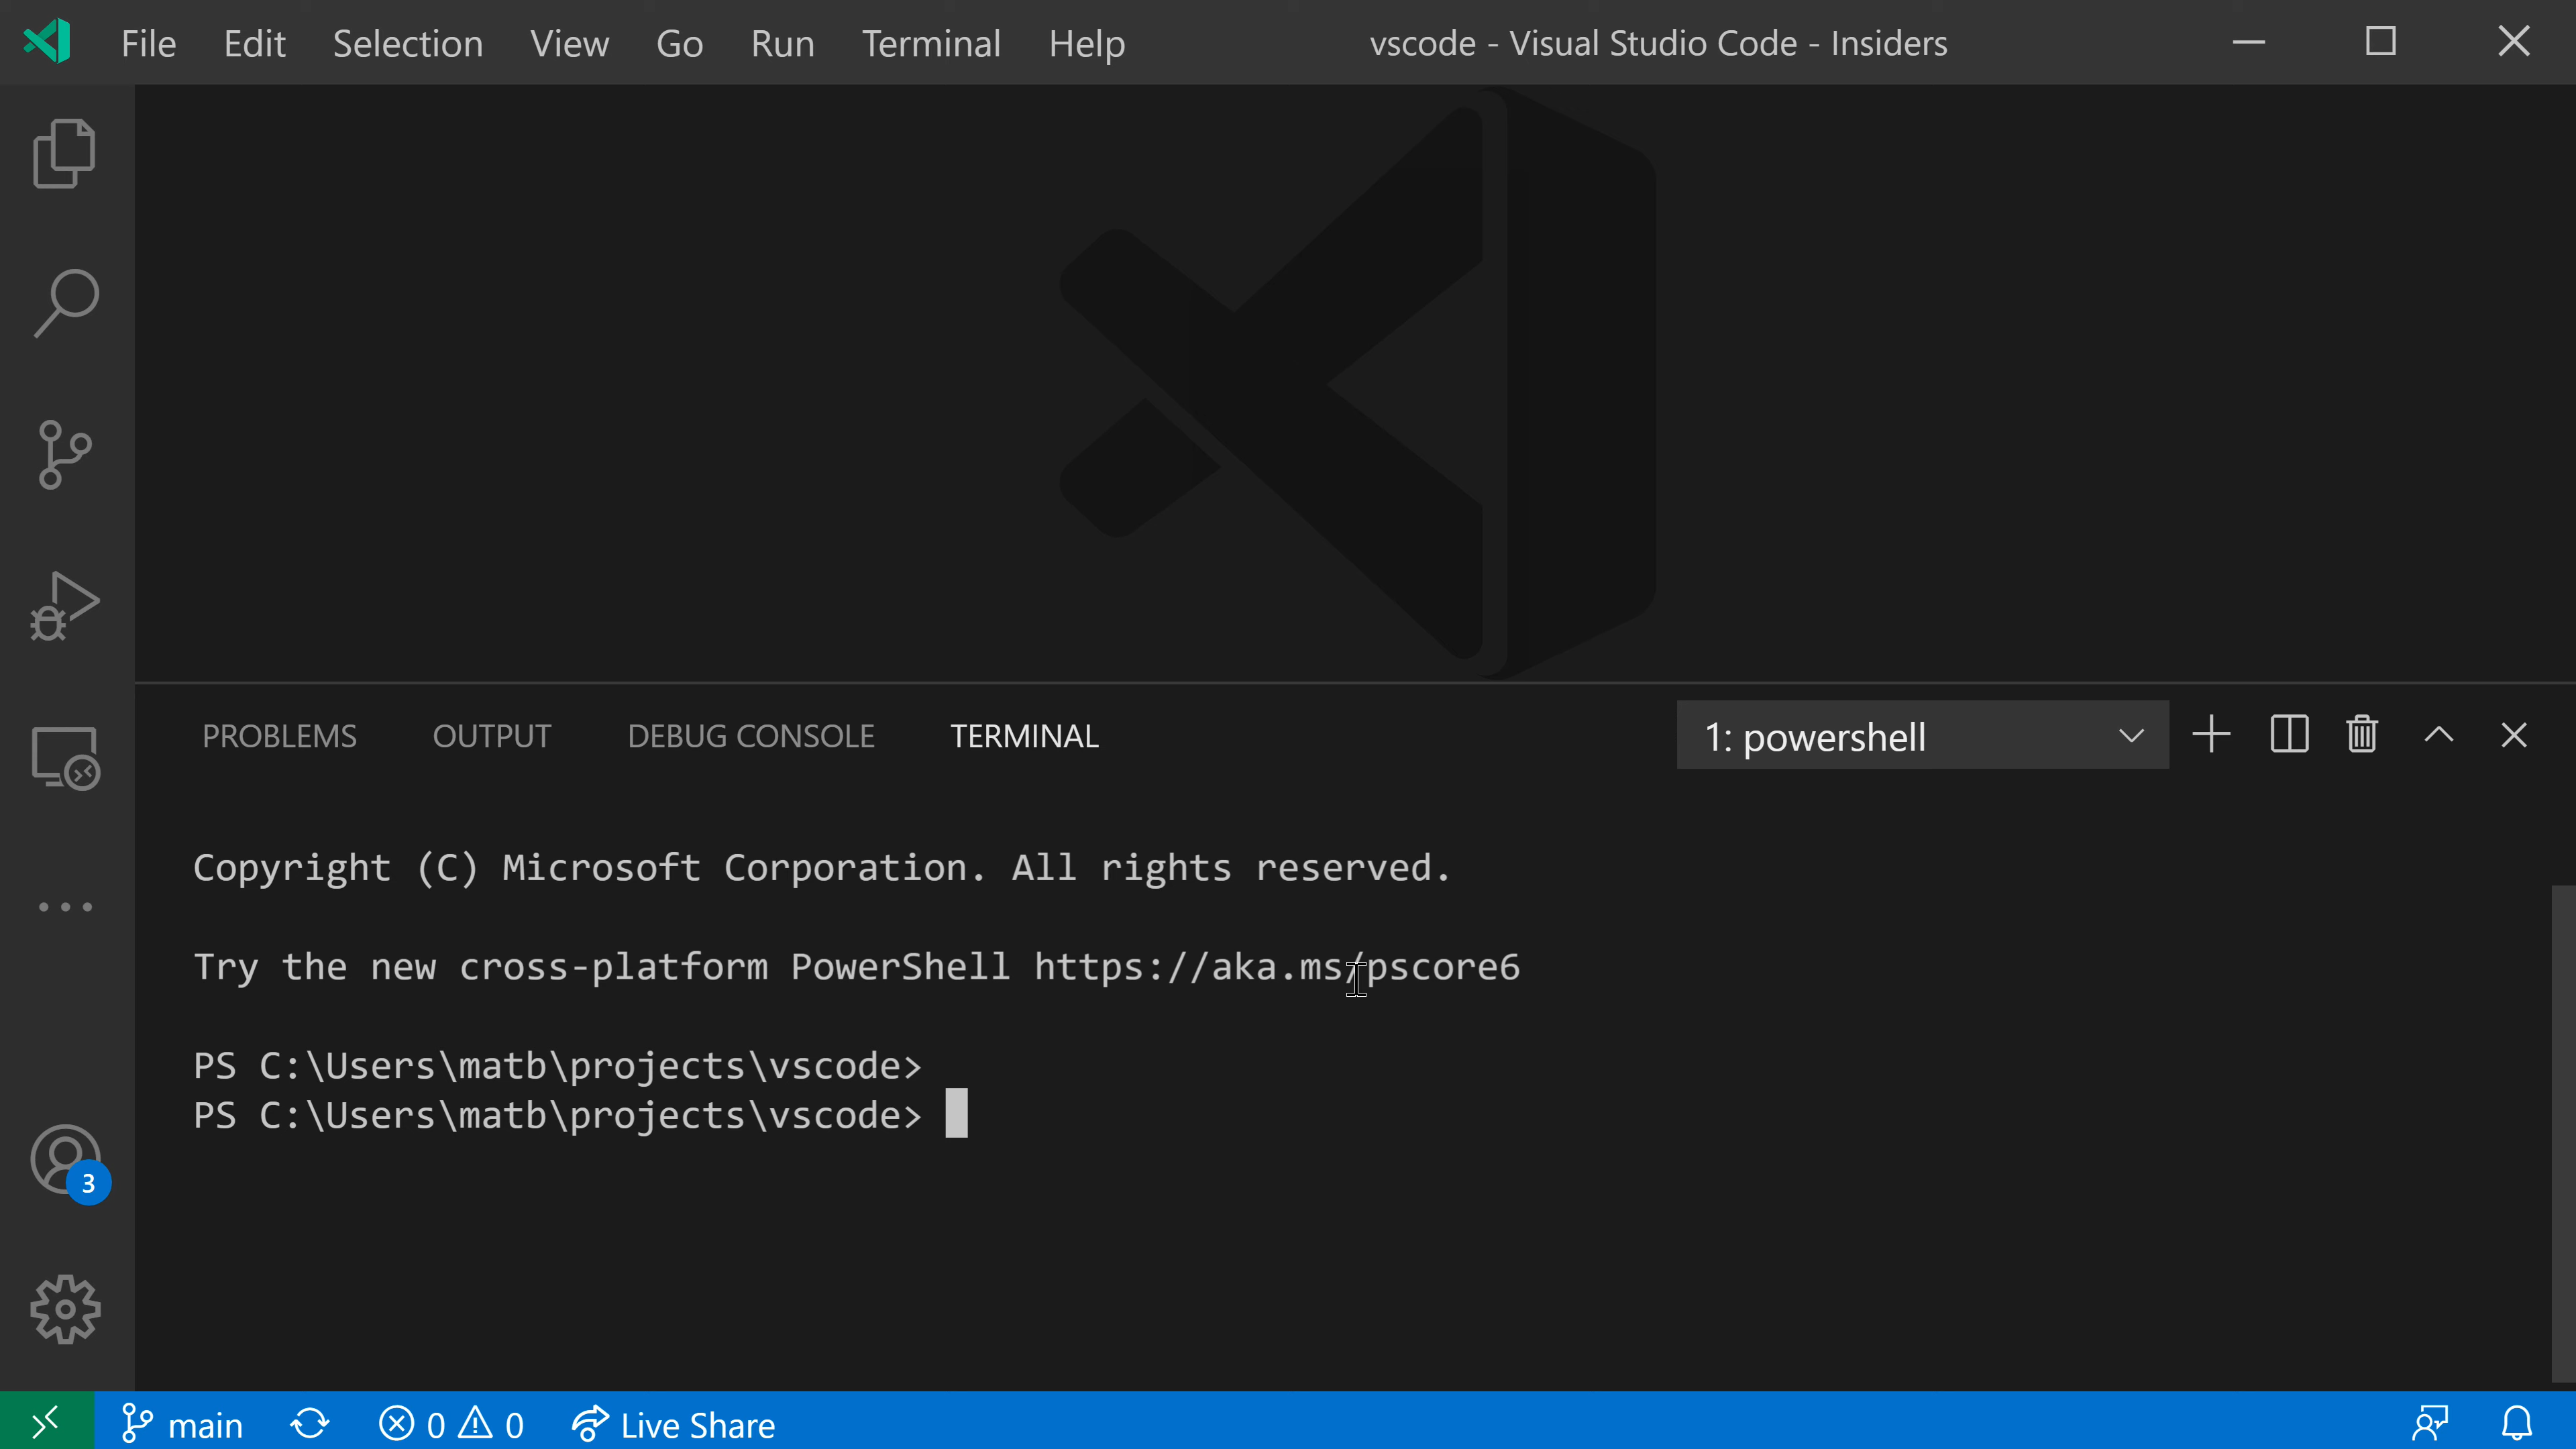 File Edit Selection View Go Run Terminal Help vscode - Visual Studio Code - Insiders
PROBLEMS OUTPUT DEBUG CONSOLE TERMINAL 1: powershell
Copyright (C) Microsoft Corporation. All rights reserved.
Try the new cross-platform PowerShell https://aka.ms/pscore6
PS C:\Users\matb\projects\vscode>
PS C:\Users\matb\projects\vscode>
3
main 0 0 Live Share